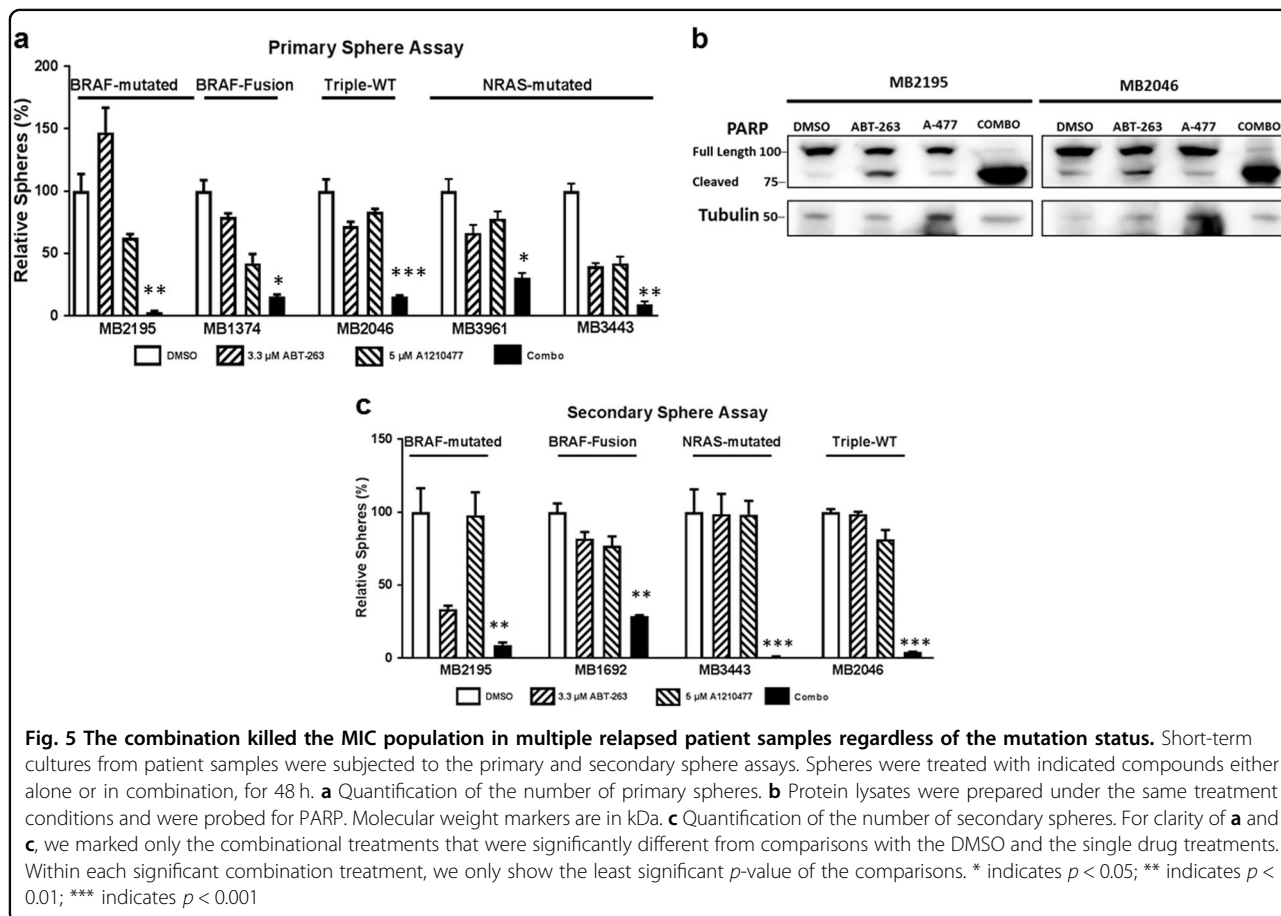 a
Primary Sphere Assay
BRAF-mutated BRAF-Fusion Triple-WT NRAS-mutated
Relative Spheres (%)
200
150
100
50
0
** * *** * **
MB2195 MB1374 MB2046 MB3961 MB3443
DMSO 3.3 µM ABT-263 5 µM A1210477 Combo
b
MB2195 MB2046
PARP DMSO ABT-263 A-477 COMBO DMSO ABT-263 A-477 COMBO
Full Length 100
Cleaved 75
Tubulin 50
c
Secondary Sphere Assay
BRAF-mutated BRAF-Fusion NRAS-mutated Triple-WT
Relative Spheres (%)
150
100
50
0
** ** *** ***
MB2195 MB1692 MB3443 MB2046
DMSO 3.3 µM ABT-263 5 µM A1210477 Combo
Fig. 5 The combination killed the MIC population in multiple relapsed patient samples regardless of the mutation status. Short-term
cultures from patient samples were subjected to the primary and secondary sphere assays. Spheres were treated with indicated compounds either
alone or in combination, for 48 h. a Quantification of the number of primary spheres. b Protein lysates were prepared under the same treatment
conditions and were probed for PARP. Molecular weight markers are in kDa. c Quantification of the number of secondary spheres. For clarity of a and
c, we marked only the combinational treatments that were significantly different from comparisons with the DMSO and the single drug treatments.
Within each significant combination treatment, we only show the least significant p-value of the comparisons. * indicates p < 0.05; ** indicates p <
0.01; *** indicates p < 0.001